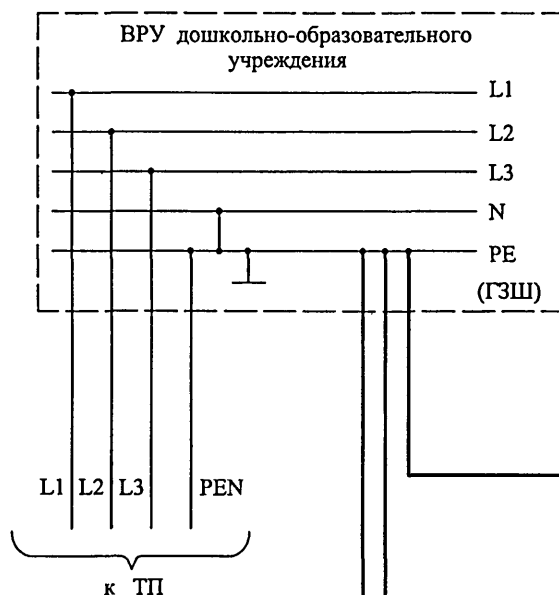 ВРУ дошкольно-образовательного
учреждения
L1
L2
L3
N
PE
(ГЗШ)
L1 L2 L3 PEN
к ТП